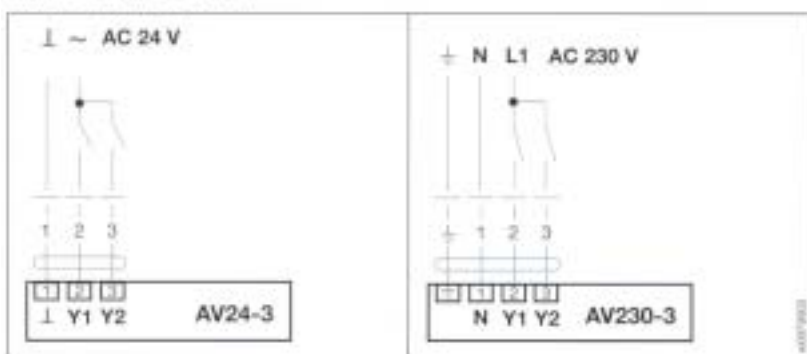 ⊥ ~ AC 24 V
1 2 3
1 2 3
⊥ Y1 Y2 AV24-3
⏚ N L1 AC 230 V
⏚ 1 2 3
⏚ 1 2 3
N Y1 Y2 AV230-3